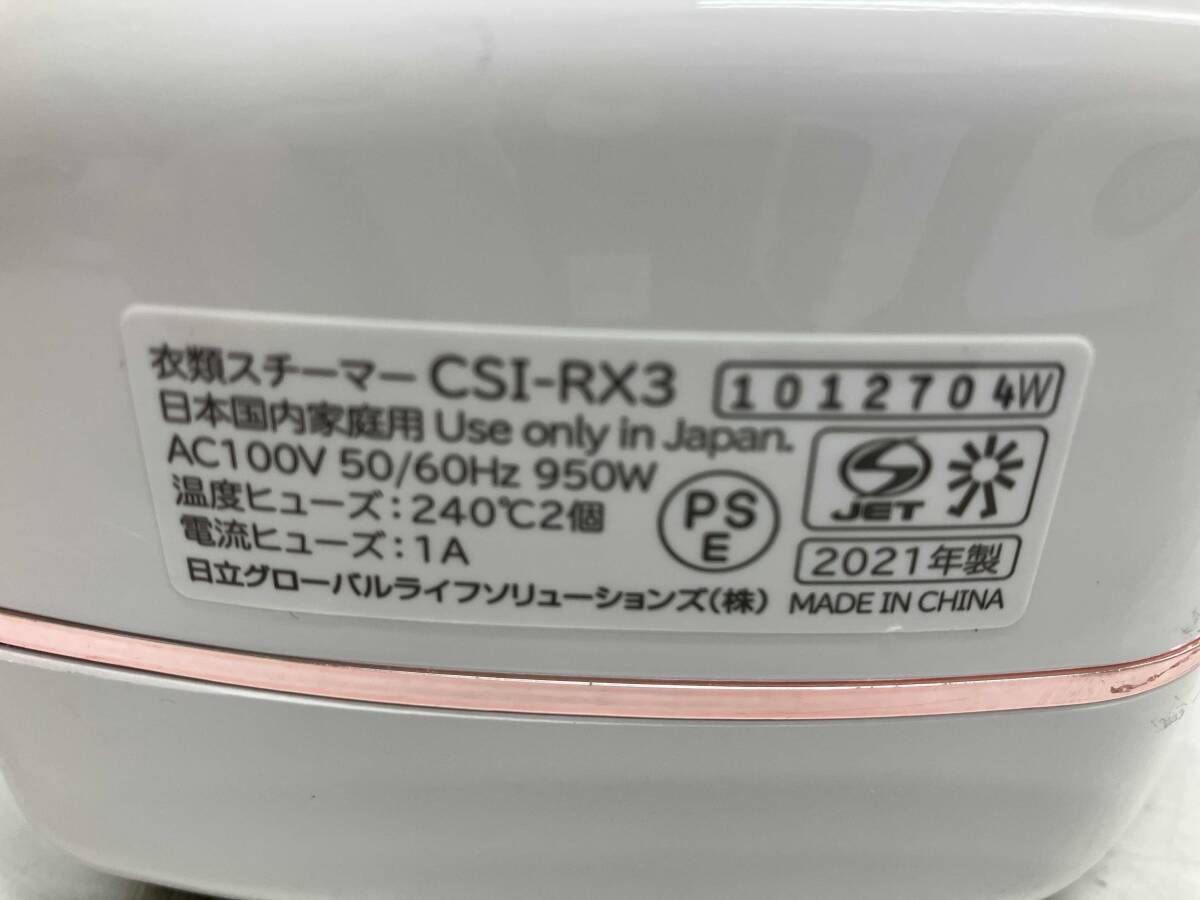 衣類スチーマー CSI-RX3 1012704W
日本国内家庭用 Use only in Japan.
AC100V 50/60Hz 950W
温度ヒューズ：240℃2個
電流ヒューズ：1A
日立グローバルライフソリューションズ(株)
PS
E
JET
2021年製
MADE IN CHINA